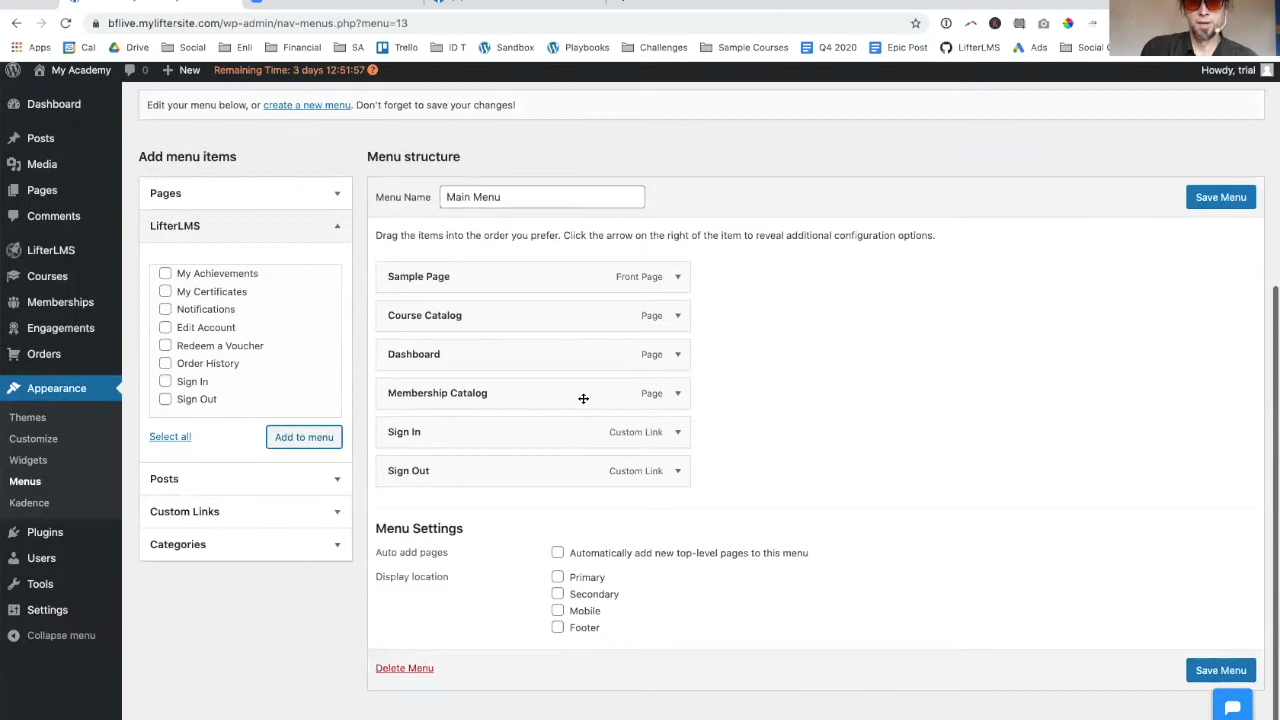 bflive.myliftersite.com/wp-admin/nav-menus.php?menu=13
Apps Cal Drive Social Enli Financial SA Trello ID T Sandbox Playbooks Challenges Sample Courses Q4 2020 Epic Post LifterLMS Ads Social
My Academy 0 New Remaining Time: 3 days 12:51:57 Howdy, trial
Dashboard
Posts
Media
Pages
Comments
LifterLMS
Courses
Memberships
Engagements
Orders
Appearance
Themes
Customize
Widgets
Menus
Kadence
Plugins
Users
Tools
Settings
Collapse menu
Edit your menu below, or create a new menu. Don't forget to save your changes!
Add menu items
Pages
LifterLMS
My Achievements
My Certificates
Notifications
Edit Account
Redeem a Voucher
Order History
Sign In
Sign Out
Select all Add to menu
Posts
Custom Links
Categories
Menu structure
Menu Name Main Menu Save Menu
Drag the items into the order you prefer. Click the arrow on the right of the item to reveal additional configuration options.
Sample Page Front Page
Course Catalog Page
Dashboard Page
Membership Catalog Page
Sign In Custom Link
Sign Out Custom Link
Menu Settings
Auto add pages Automatically add new top-level pages to this menu
Display location Primary
Secondary
Mobile
Footer
Delete Menu Save Menu